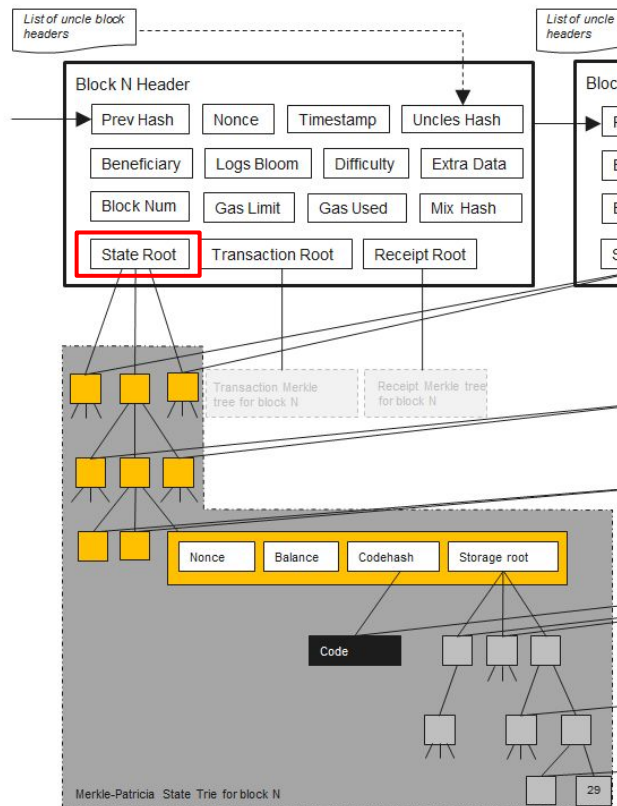 List of uncle block
headers
List of uncle
headers
Block N Header
Prev Hash
Nonce
Timestamp
Uncles Hash
Beneficiary
Logs Bloom
Difficulty
Extra Data
Block Num
Gas Limit
Gas Used
Mix Hash
State Root
Transaction Root
Receipt Root
Transaction Merkle
tree for block N
Receipt Merkle tree
for block N
Nonce
Balance
Codehash
Storage root
Code
29
Merkle-Patricia State Trie for block N